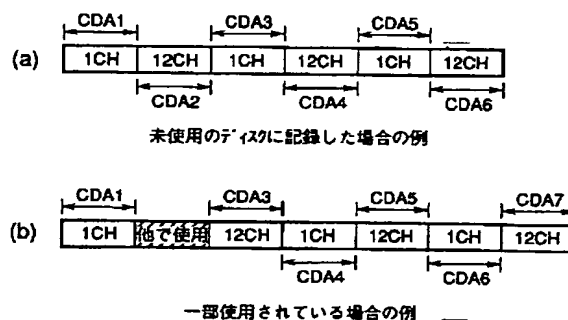 CDA1 CDA3 CDA5
(a) 1CH 12CH 1CH 12CH 1CH 12CH
CDA2 CDA4 CDA6
未使用のディスクに記録した場合の例
CDA1 CDA3 CDA5 CDA7
(b) 1CH 他で使用 12CH 1CH 12CH 1CH 12CH
CDA4 CDA6
一部使用されている場合の例